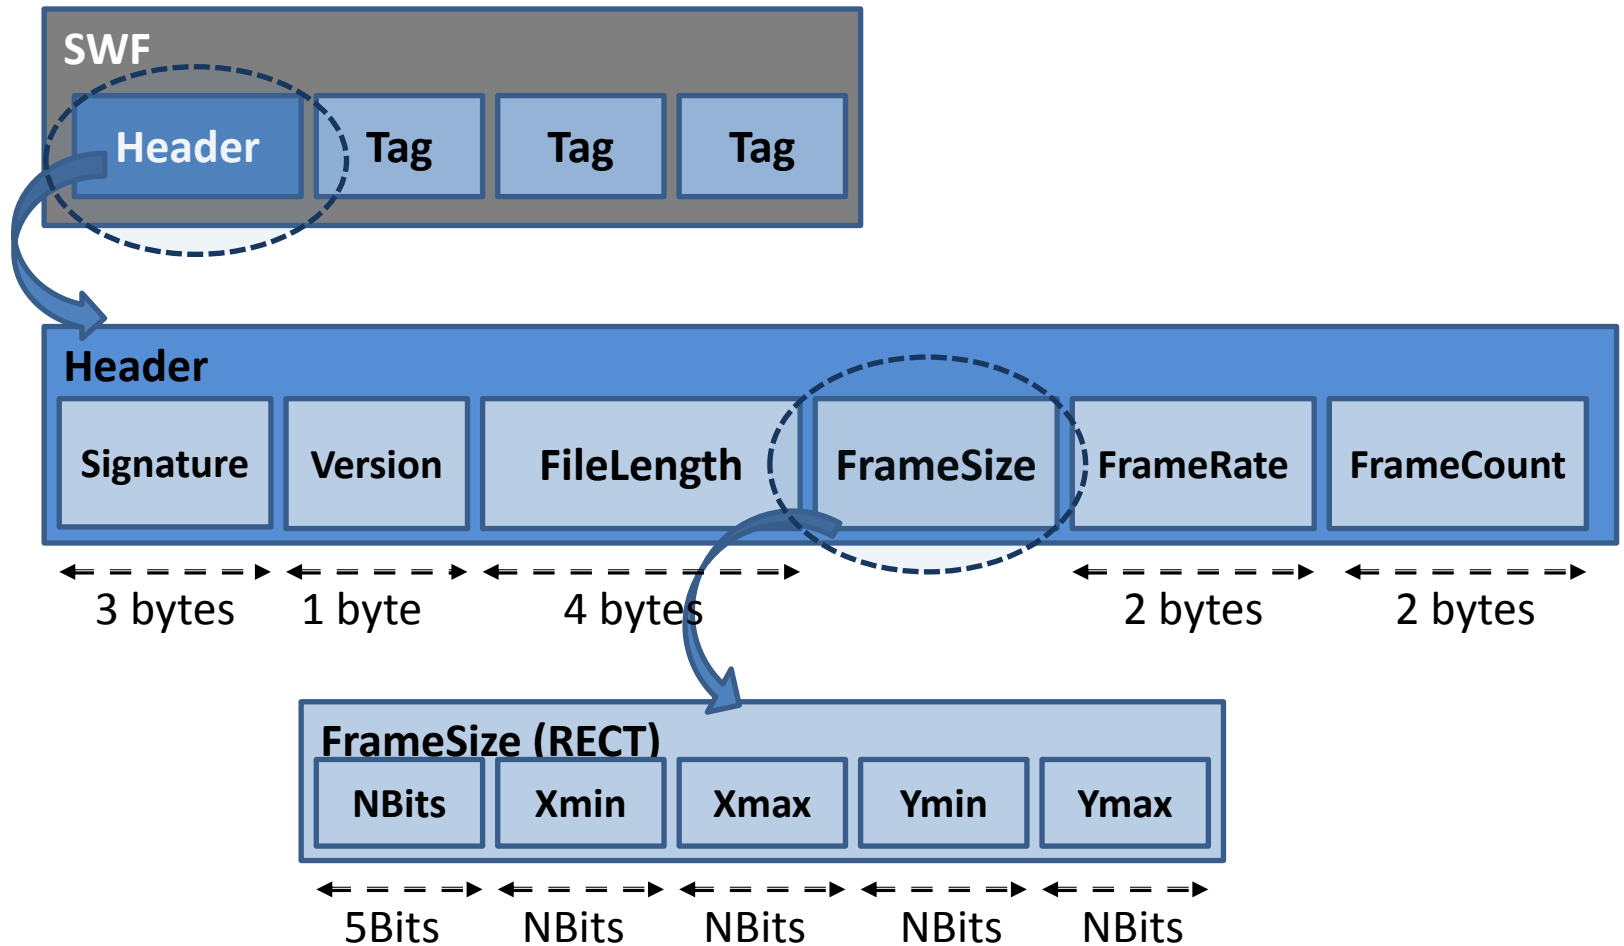 SWF
Header Tag Tag Tag
Header
Signature Version FileLength FrameSize FrameRate FrameCount
3 bytes 1 byte 4 bytes 2 bytes 2 bytes
FrameSize (RECT)
NBits Xmin Xmax Ymin Ymax
5Bits NBits NBits NBits NBits